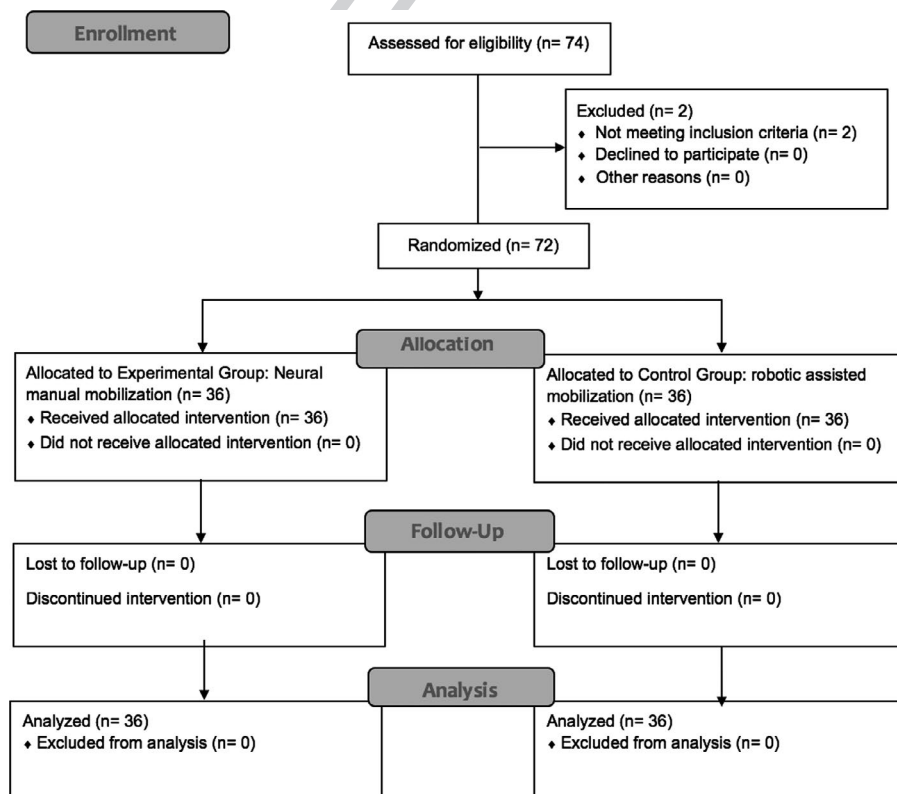 Enrollment
Assessed for eligibility (n= 74)
Excluded (n= 2)
♦ Not meeting inclusion criteria (n= 2)
♦ Declined to participate (n= 0)
♦ Other reasons (n= 0)
Randomized (n= 72)
Allocation
Allocated to Experimental Group: Neural
manual mobilization (n= 36)
♦ Received allocated intervention (n= 36)
♦ Did not receive allocated intervention (n= 0)
Allocated to Control Group: robotic assisted
mobilization (n= 36)
♦ Received allocated intervention (n= 36)
♦ Did not receive allocated intervention (n= 0)
Follow-Up
Lost to follow-up (n= 0)
Discontinued intervention (n= 0)
Lost to follow-up (n= 0)
Discontinued intervention (n= 0)
Analysis
Analyzed (n= 36)
♦ Excluded from analysis (n= 0)
Analyzed (n= 36)
♦ Excluded from analysis (n= 0)